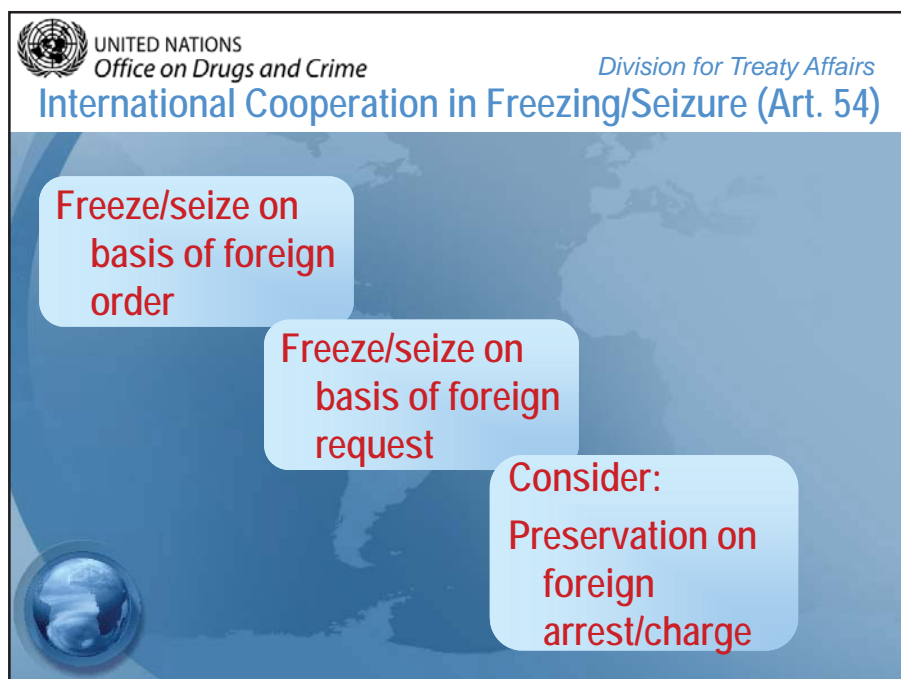 UNITED NATIONS
Office on Drugs and Crime
Division for Treaty Affairs
International Cooperation in Freezing/Seizure (Art. 54)
Freeze/seize on
basis of foreign
order
Freeze/seize on
basis of foreign
request
Consider:
Preservation on
foreign
arrest/charge